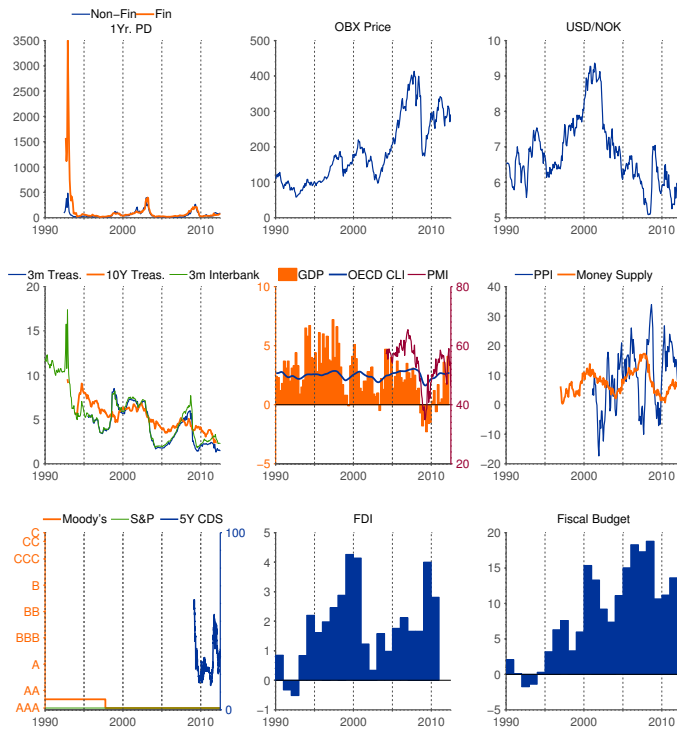 Non-Fin Fin
1Yr. PD OBX Price USD/NOK
3500 500 10
3000 9
2500 400
2000 300 8
1500 200 7
1000 100 6
500
0 0 5
1990 2000 2010 1990 2000 2010 1990 2000 2010
3m Treas. 10Y Treas. 3m Interbank GDP OECD CLI PMI PPI Money Supply
20 10 80 40
15 5 60 30
10 20
5 0 40 10
0
−10
0 −5 20 −20
1990 2000 2010 1990 2000 2010 1990 2000 2010
Moody's S&P 5Y CDS FDI Fiscal Budget
C 100 5 20
CC
CCC 4 15
B 3
BB 10
2
BBB 5
A 1
AA 0 0
AAA 0 −1 −5
1990 2000 2010 1990 2000 2010 1990 2000 2010